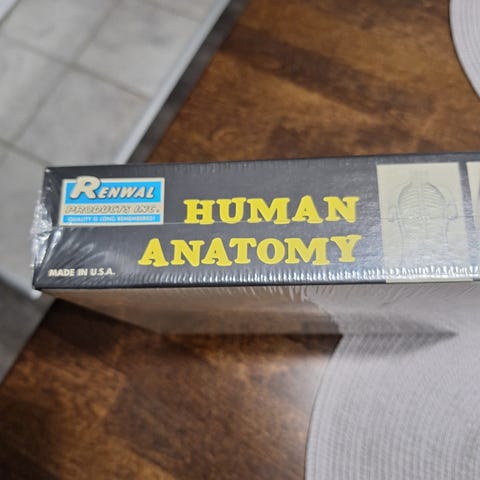 RENWAL
PRODUCTS INC.
QUALITY IS LONG REMEMBERED!
HUMAN
ANATOMY
MADE IN U.S.A.